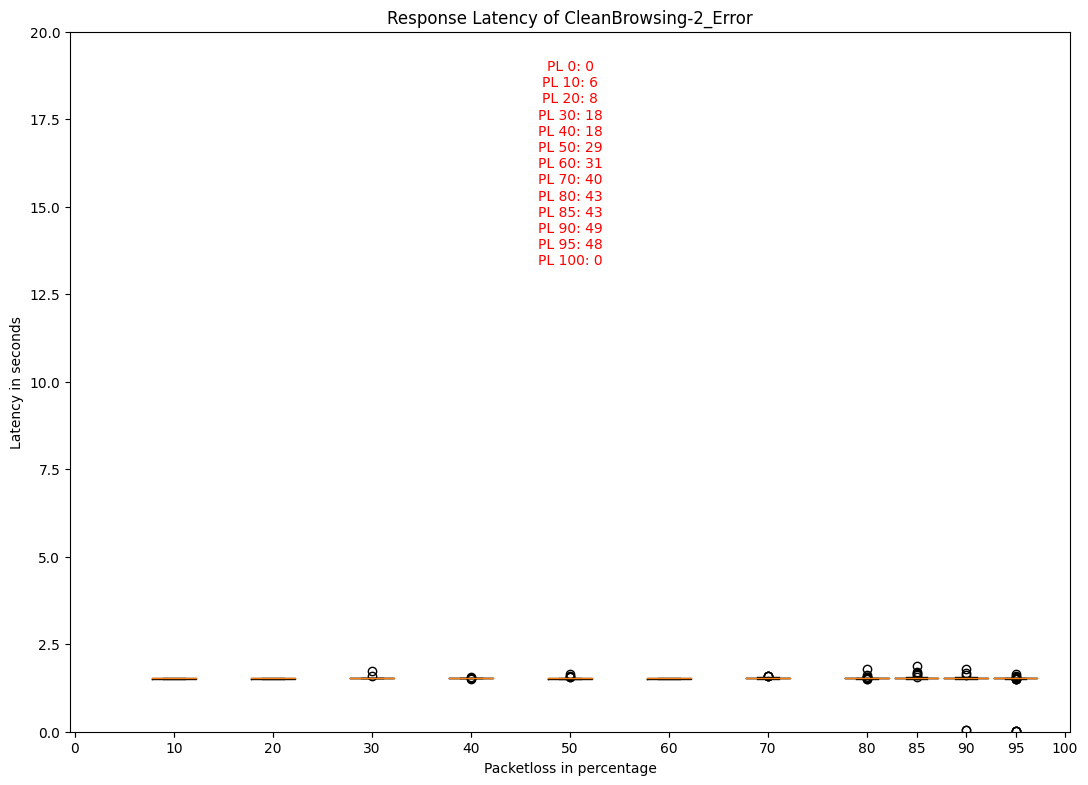 Response Latency of CleanBrowsing-2_Error
20.0
17.5
15.0
12.5
10.0
7.5
5.0
2.5
0.0
Latency in seconds
PL 0: 0
PL 10: 6
PL 20: 8
PL 30: 18
PL 40: 18
PL 50: 29
PL 60: 31
PL 70: 40
PL 80: 43
PL 85: 43
PL 90: 49
PL 95: 48
PL 100: 0
0 10 20 30 40 50 60 70 80 85 90 95 100
Packetloss in percentage